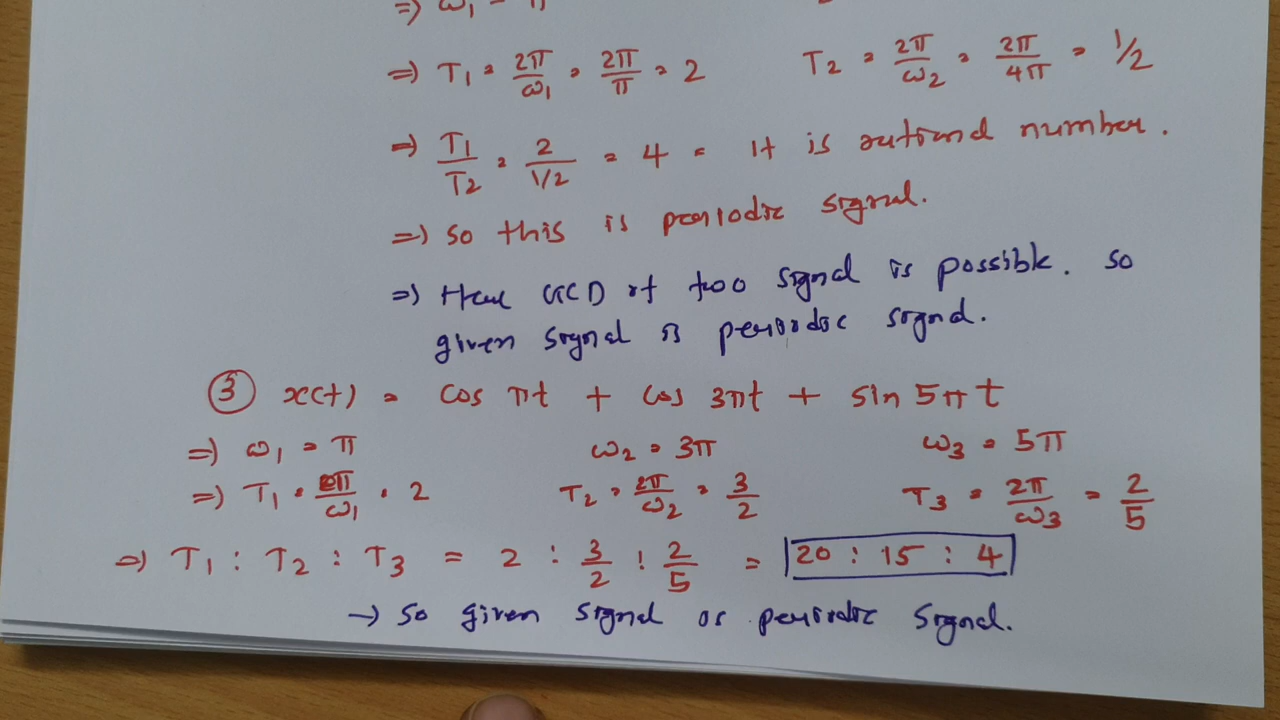 => ω₁ = π
=> T₁ = 2π/ω₁ = 2π/π = 2 T₂ = 2π/ω₂ = 2π/4π = 1/2
=> T₁/T₂ = 2/(1/2) = 4 = It is rational number.
=> so this is periodic signal.
=> Here GCD of two signal is possible. so
given signal is periodic signal.
③ x(t) = cos πt + cos 3πt + sin 5πt
=> ω₁ = π ω₂ = 3π ω₃ = 5π
=> T₁ = 2π/ω₁ = 2 T₂ = 2π/ω₂ = 3/2 T₃ = 2π/ω₃ = 2/5
=> T₁ : T₂ : T₃ = 2 : 3/2 : 2/5 = 20 : 15 : 4
→ so given signal is periodic signal.